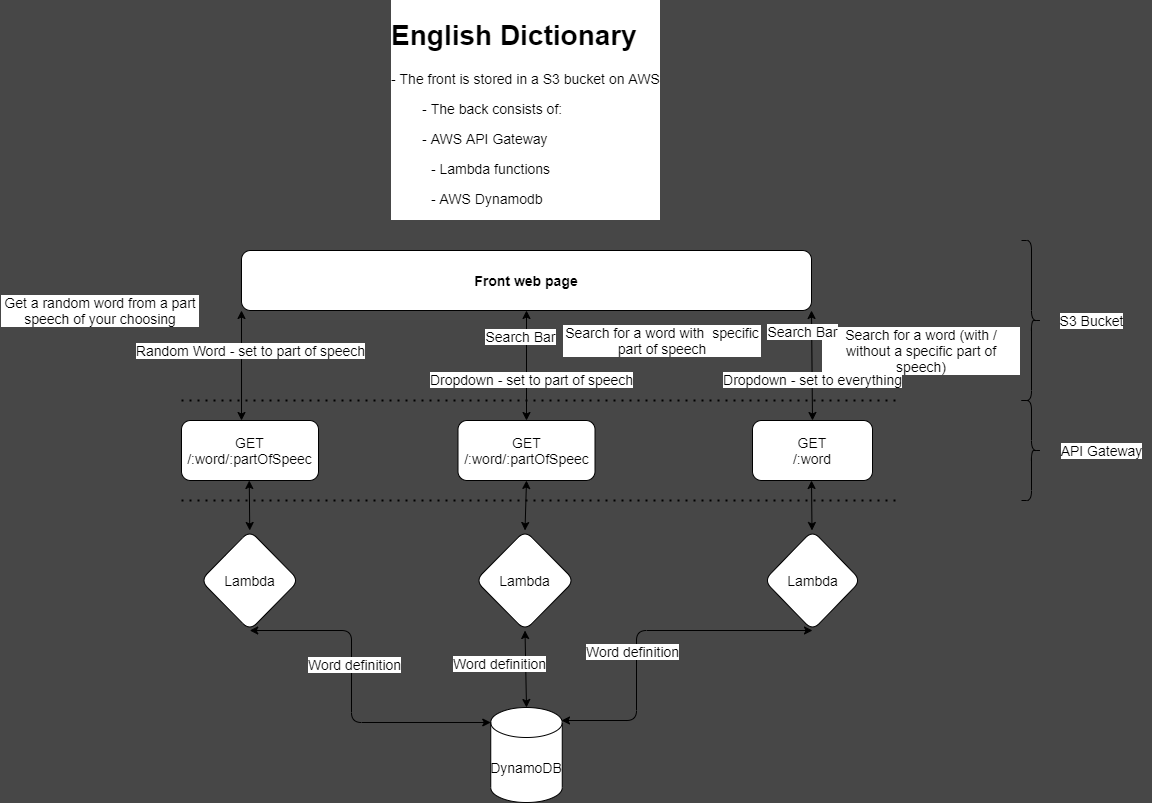 English Dictionary
- The front is stored in a S3 bucket on AWS
- The back consists of:
- AWS API Gateway
- Lambda functions
- AWS Dynamodb
Front web page
Get a random word from a part
speech of your choosing
Random Word - set to part of speech
Search Bar
Search for a word with specific
part of speech
Dropdown - set to part of speech
Search Bar
Search for a word (with /
without a specific part of
speech)
Dropdown - set to everything
S3 Bucket
GET
/:word/:partOfSpeec
GET
/:word/:partOfSpeec
GET
/:word
API Gateway
Lambda
Lambda
Lambda
Word definition
Word definition
Word definition
DynamoDB